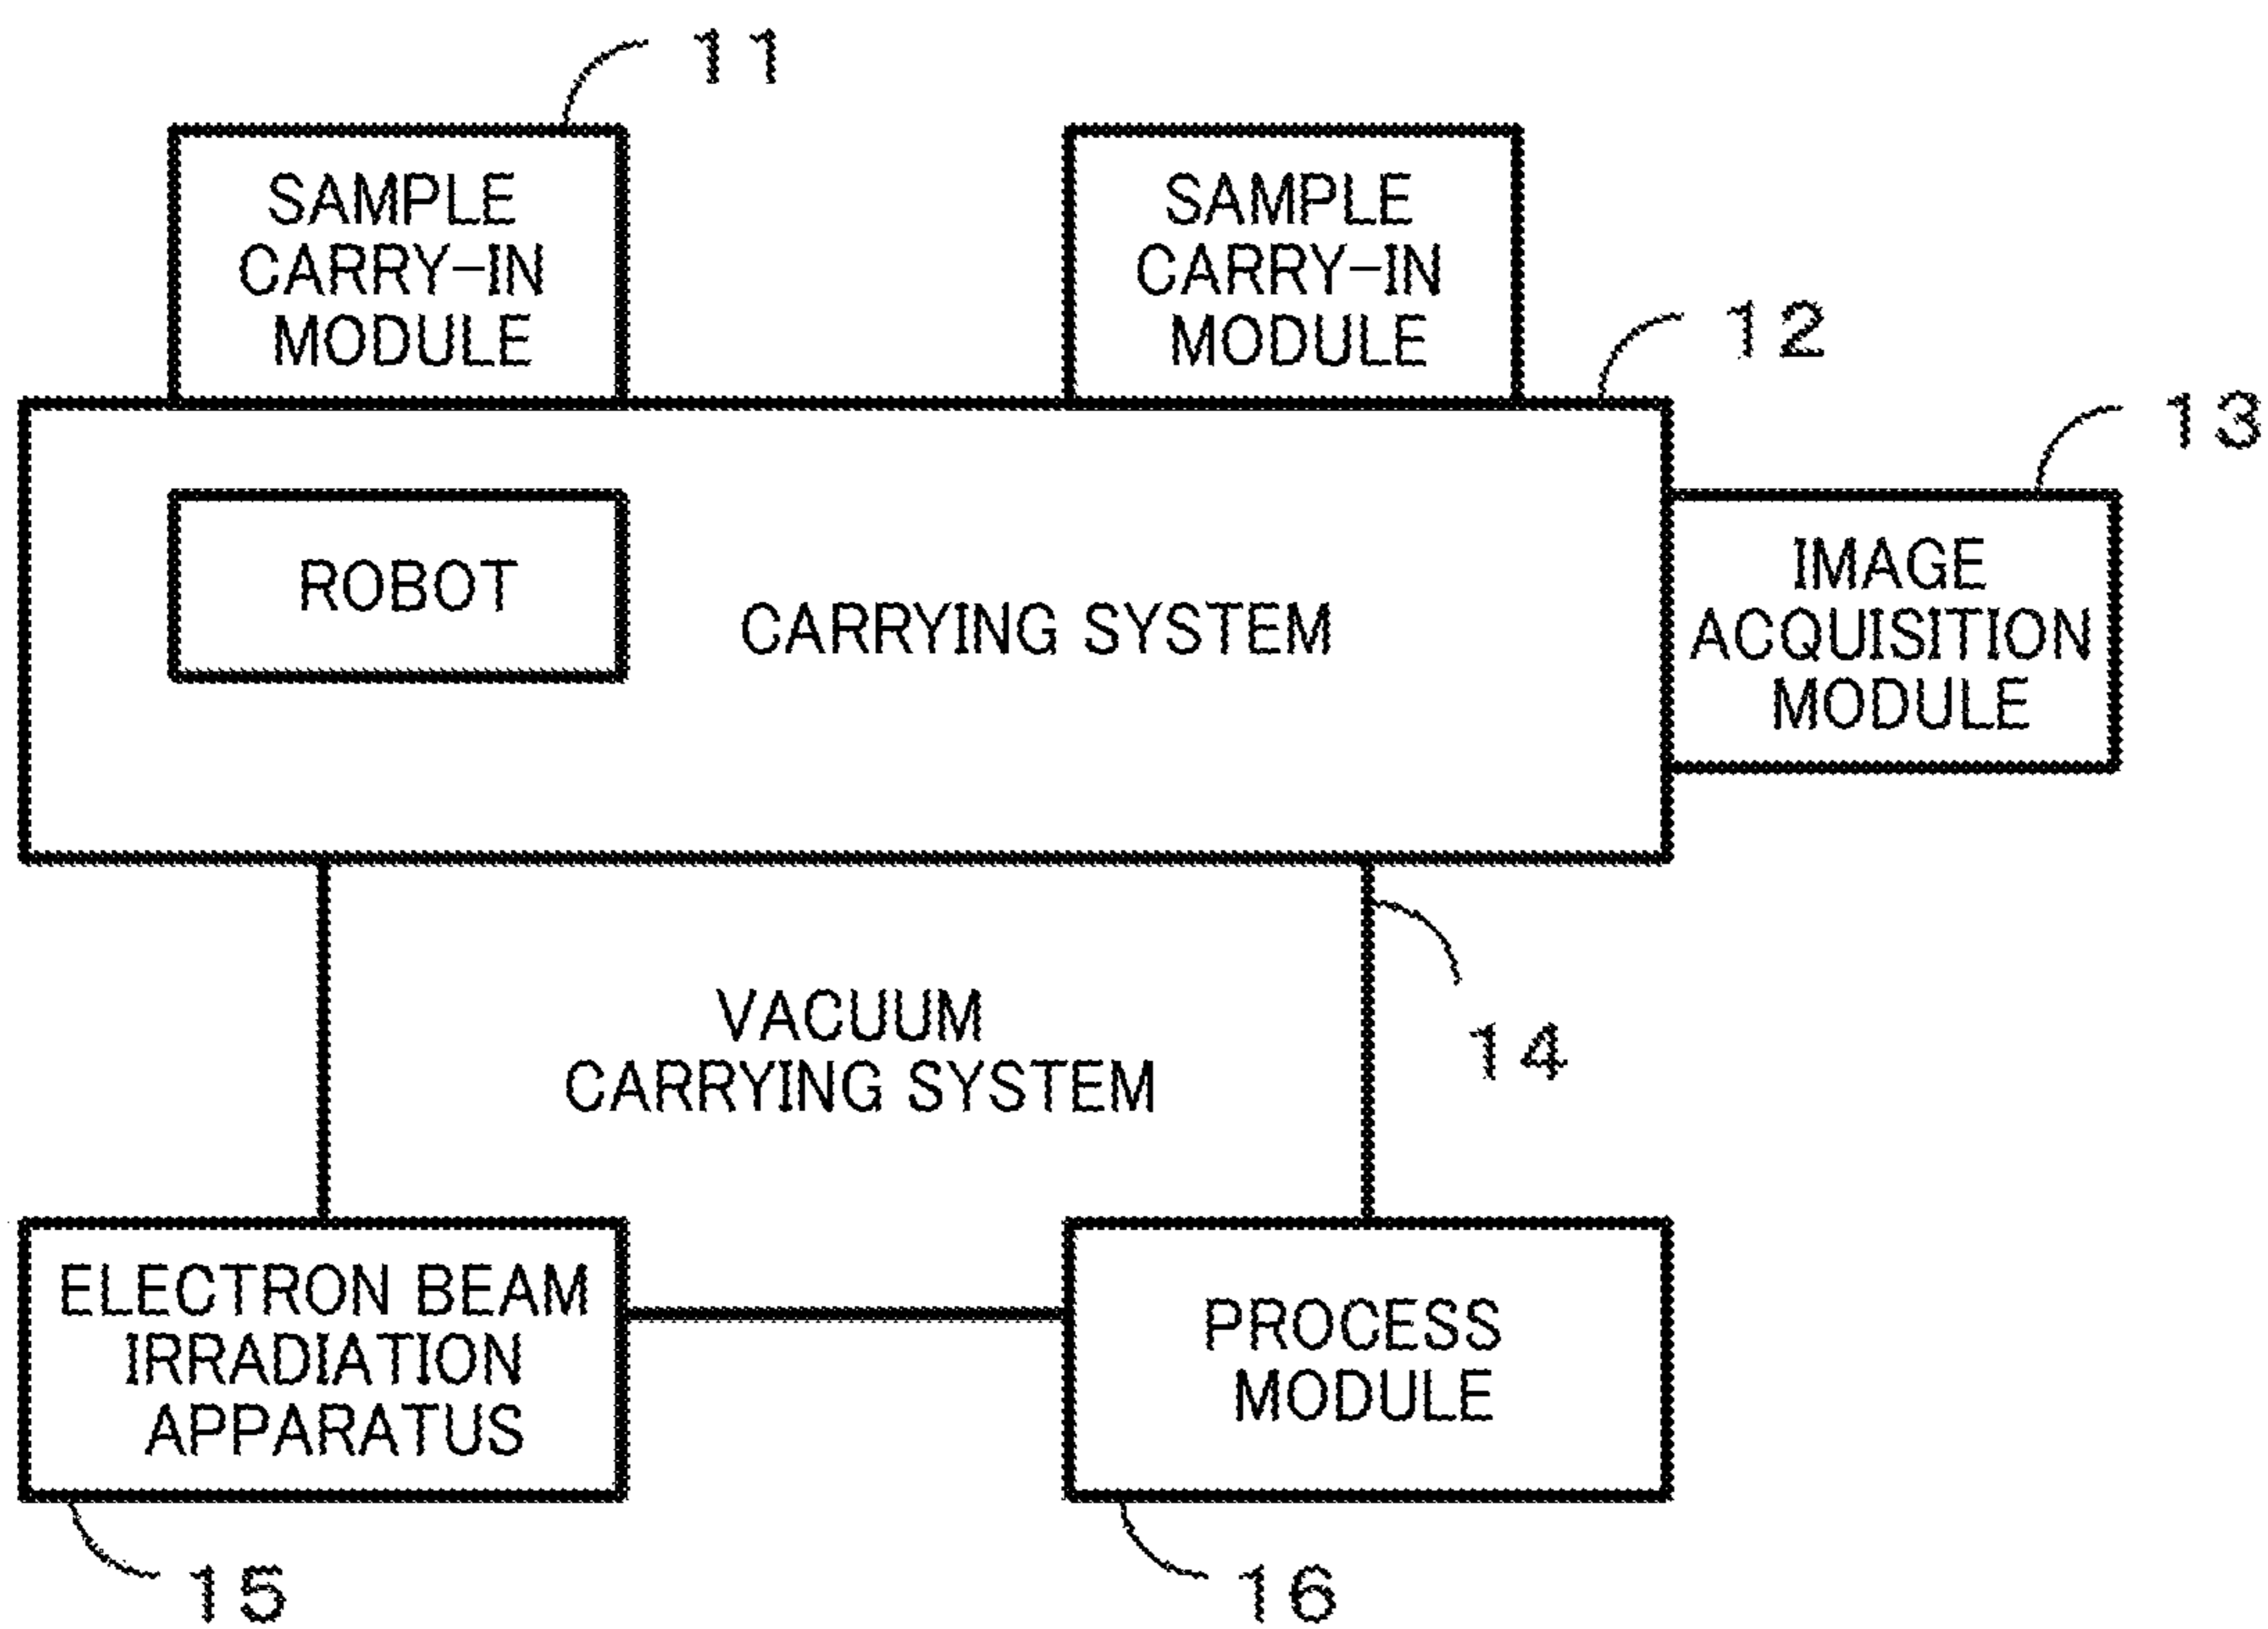 11
SAMPLE
CARRY-IN
MODULE
SAMPLE
CARRY-IN
MODULE
12
13
ROBOT
CARRYING SYSTEM
IMAGE
ACQUISITION
MODULE
VACUUM
CARRYING SYSTEM
14
ELECTRON BEAM
IRRADIATION
APPARATUS
PROCESS
MODULE
15
16